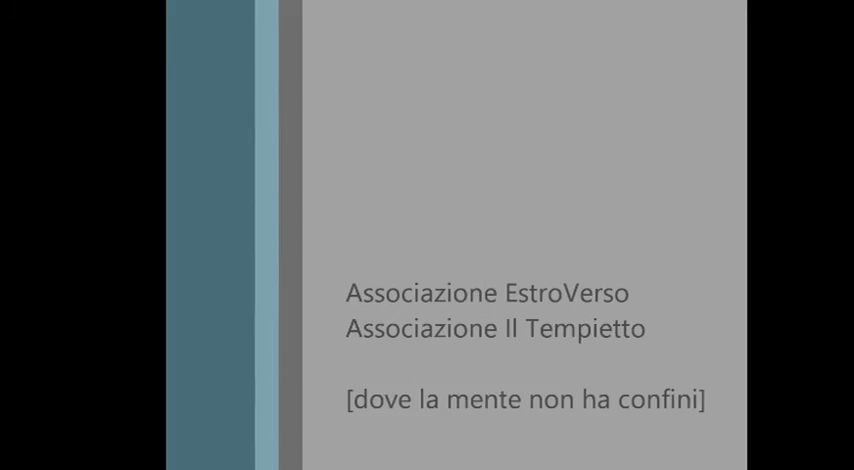 Associazione EstroVerso
Associazione Il Tempietto
[dove la mente non ha confini]